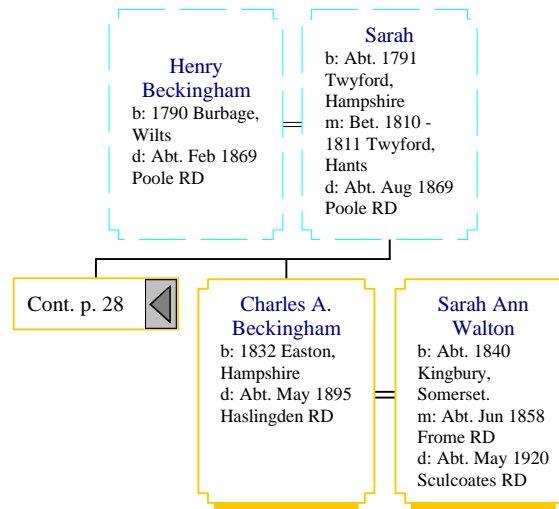 Henry
Beckingham
b: 1790 Burbage,
Wilts
d: Abt. Feb 1869
Poole RD
Sarah
b: Abt. 1791
Twyford,
Hampshire
m: Bet. 1810 -
1811 Twyford,
Hants
d: Abt. Aug 1869
Poole RD
Cont. p. 28
Charles A.
Beckingham
b: 1832 Easton,
Hampshire
d: Abt. May 1895
Haslingden RD
Sarah Ann
Walton
b: Abt. 1840
Kingbury,
Somerset.
m: Abt. Jun 1858
Frome RD
d: Abt. May 1920
Sculcoates RD